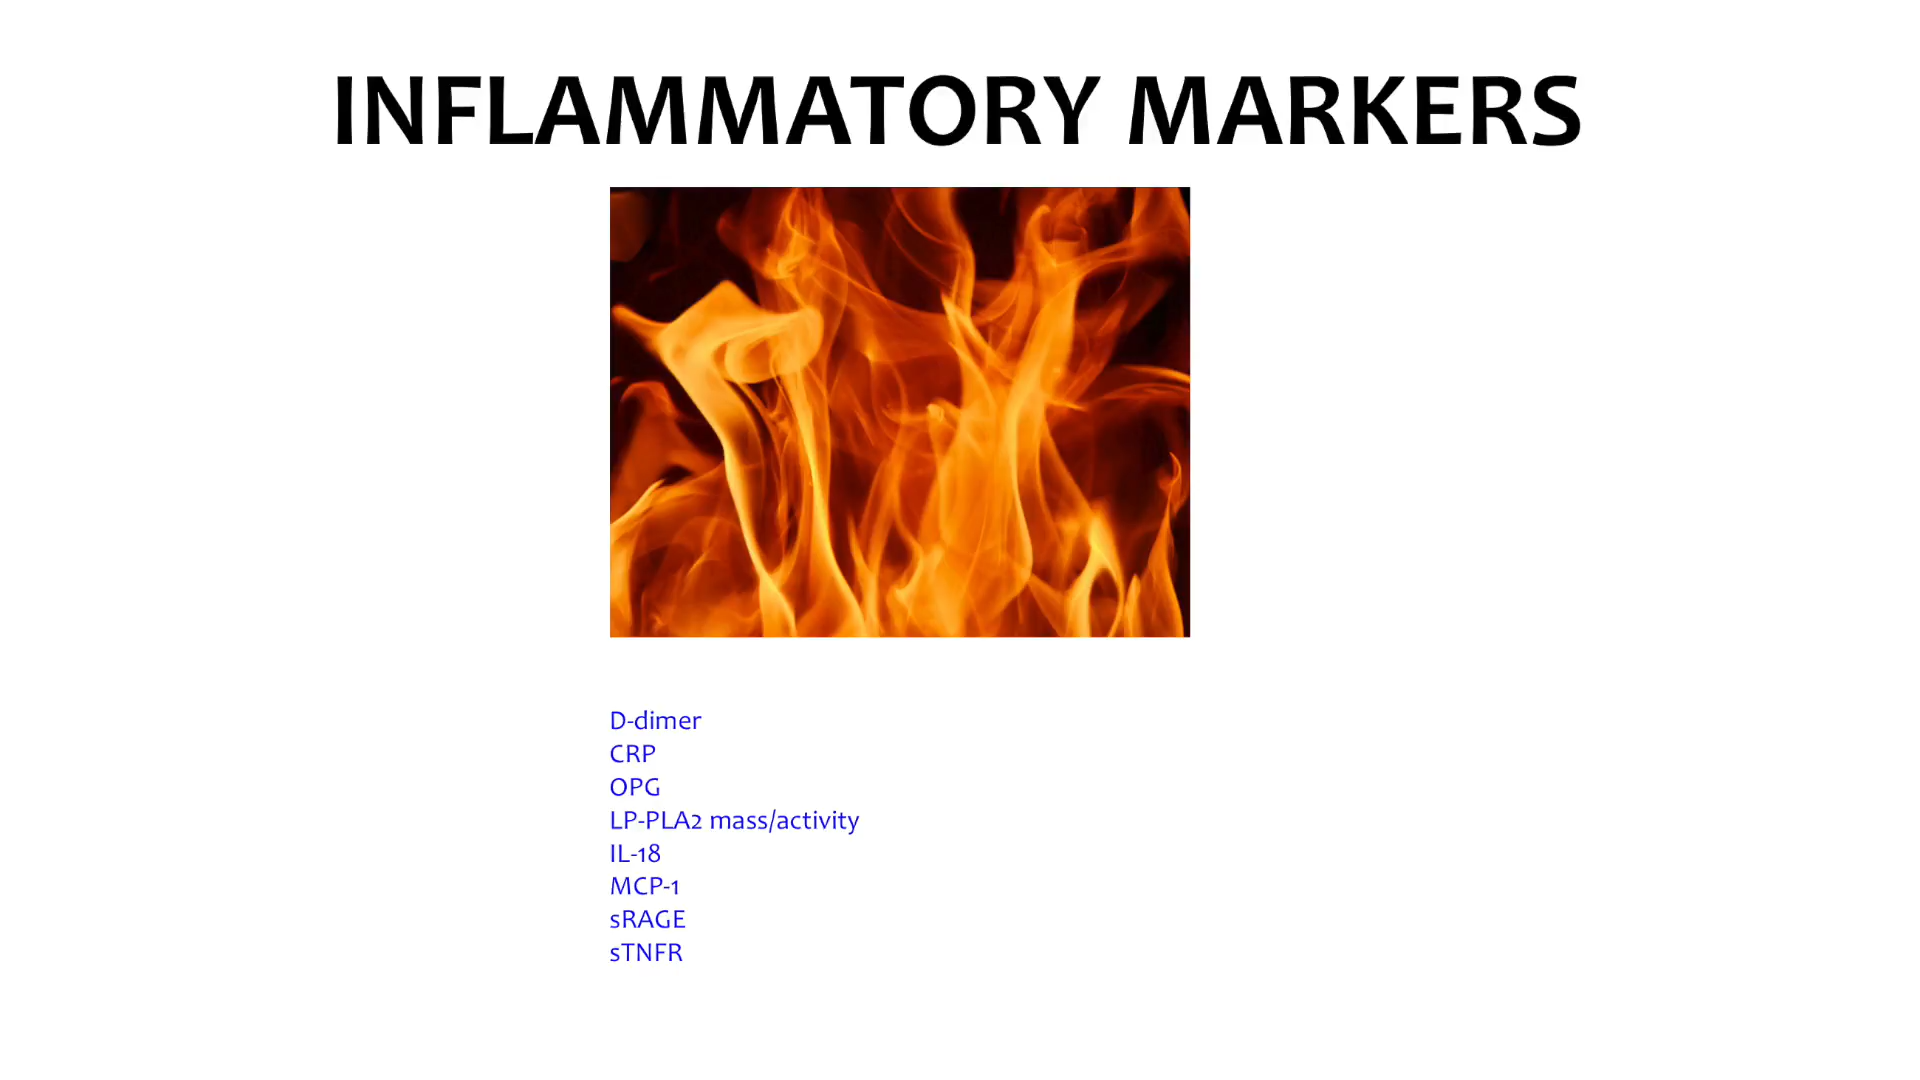 INFLAMMATORY MARKERS
D-dimer
CRP
OPG
LP-PLA2 mass/activity
IL-18
MCP-1
sRAGE
sTNFR